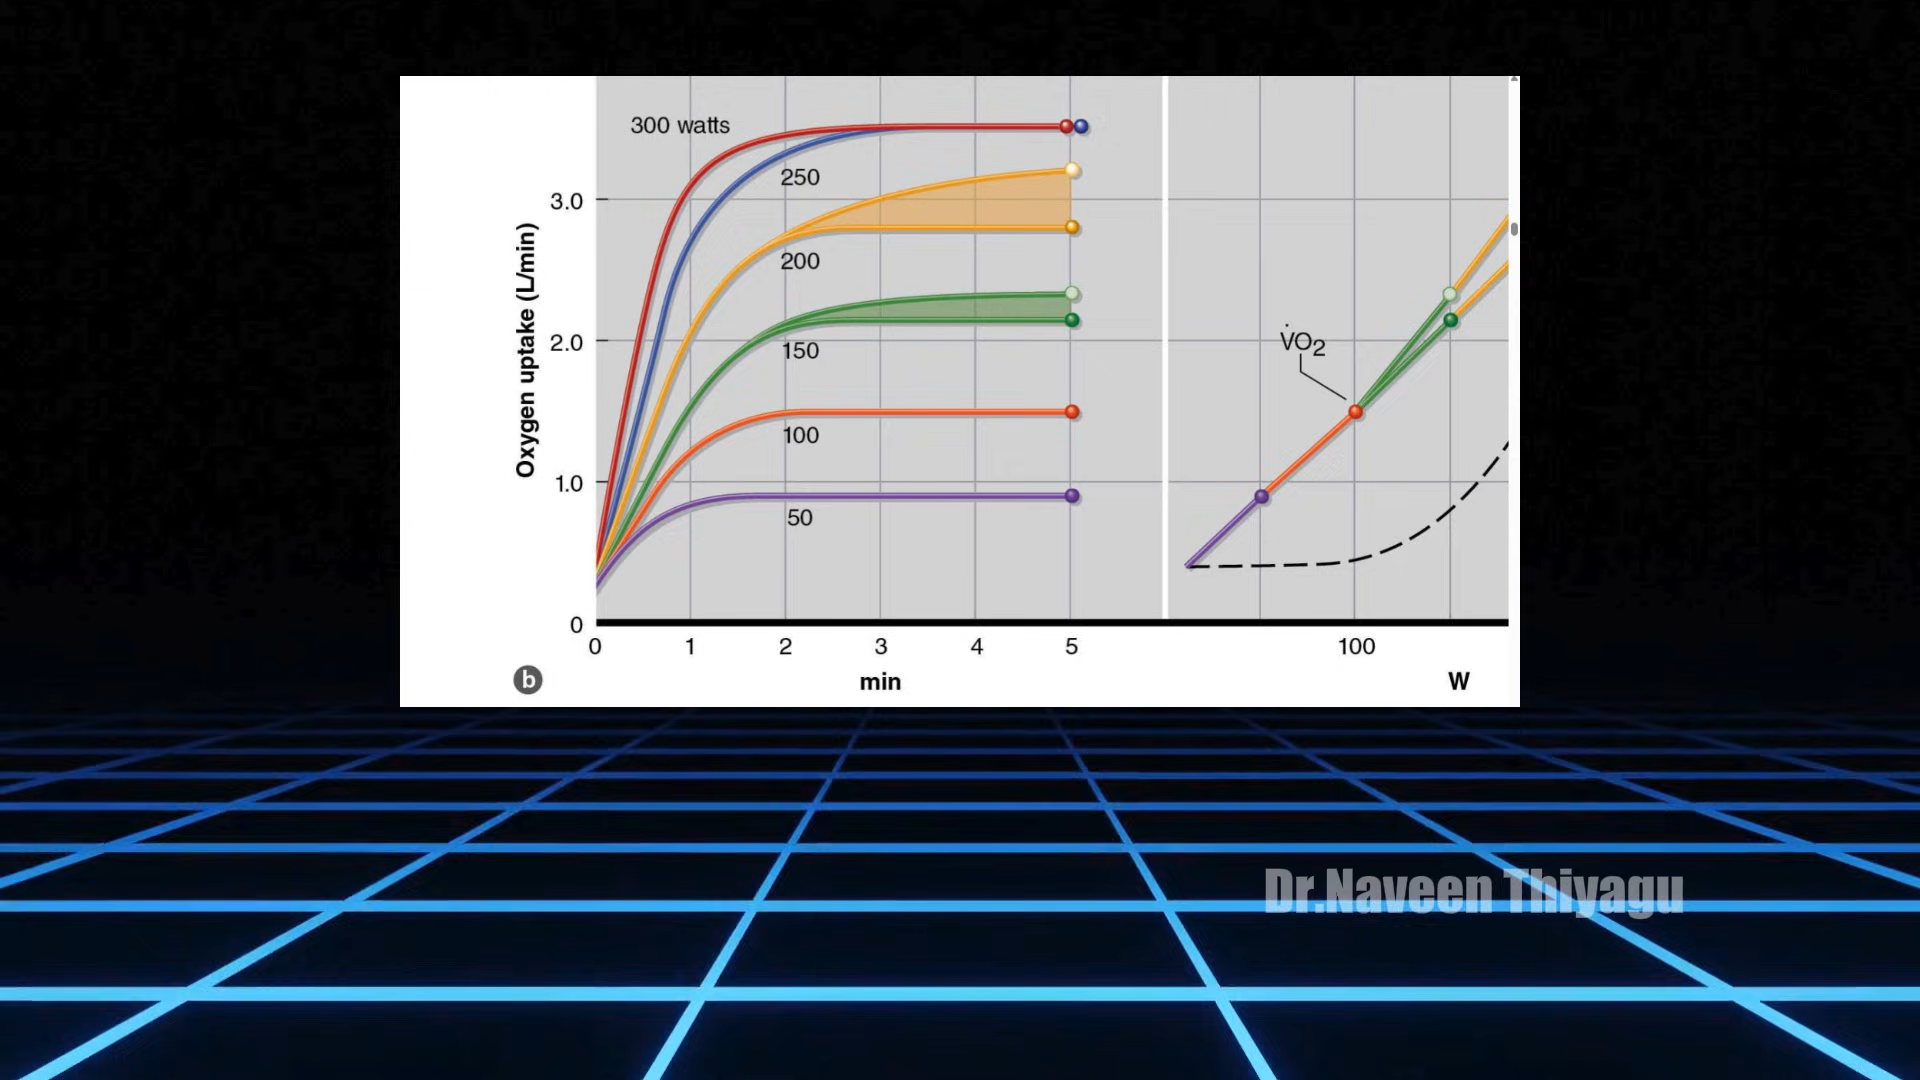 300 watts
250
200
150
100
50
3.0
2.0
1.0
0
Oxygen uptake (L/min)
0 1 2 3 4 5
min
b
V̇O2
100
W
Dr.Naveen Thiyagu